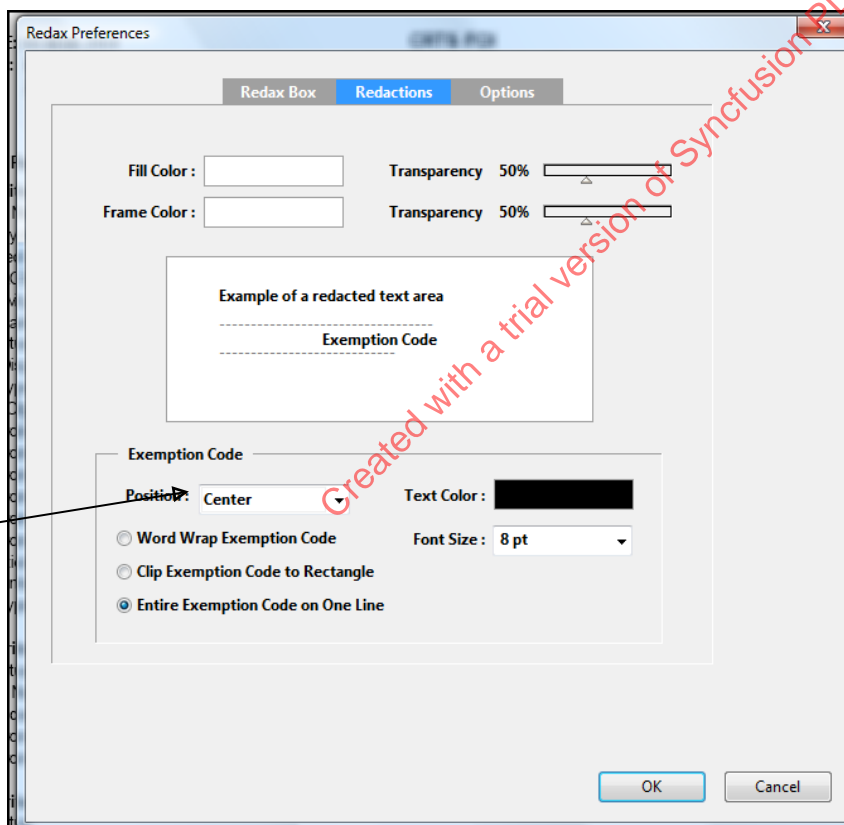 Redax Preferences
Redax Box Redactions Options
Fill Color : Transparency 50%
Frame Color : Transparency 50%
Example of a redacted text area
Exemption Code
Exemption Code
Position : Center Text Color :
Word Wrap Exemption Code Font Size : 8 pt
Clip Exemption Code to Rectangle
Entire Exemption Code on One Line
OK Cancel
Created with a trial version of Syncfusion